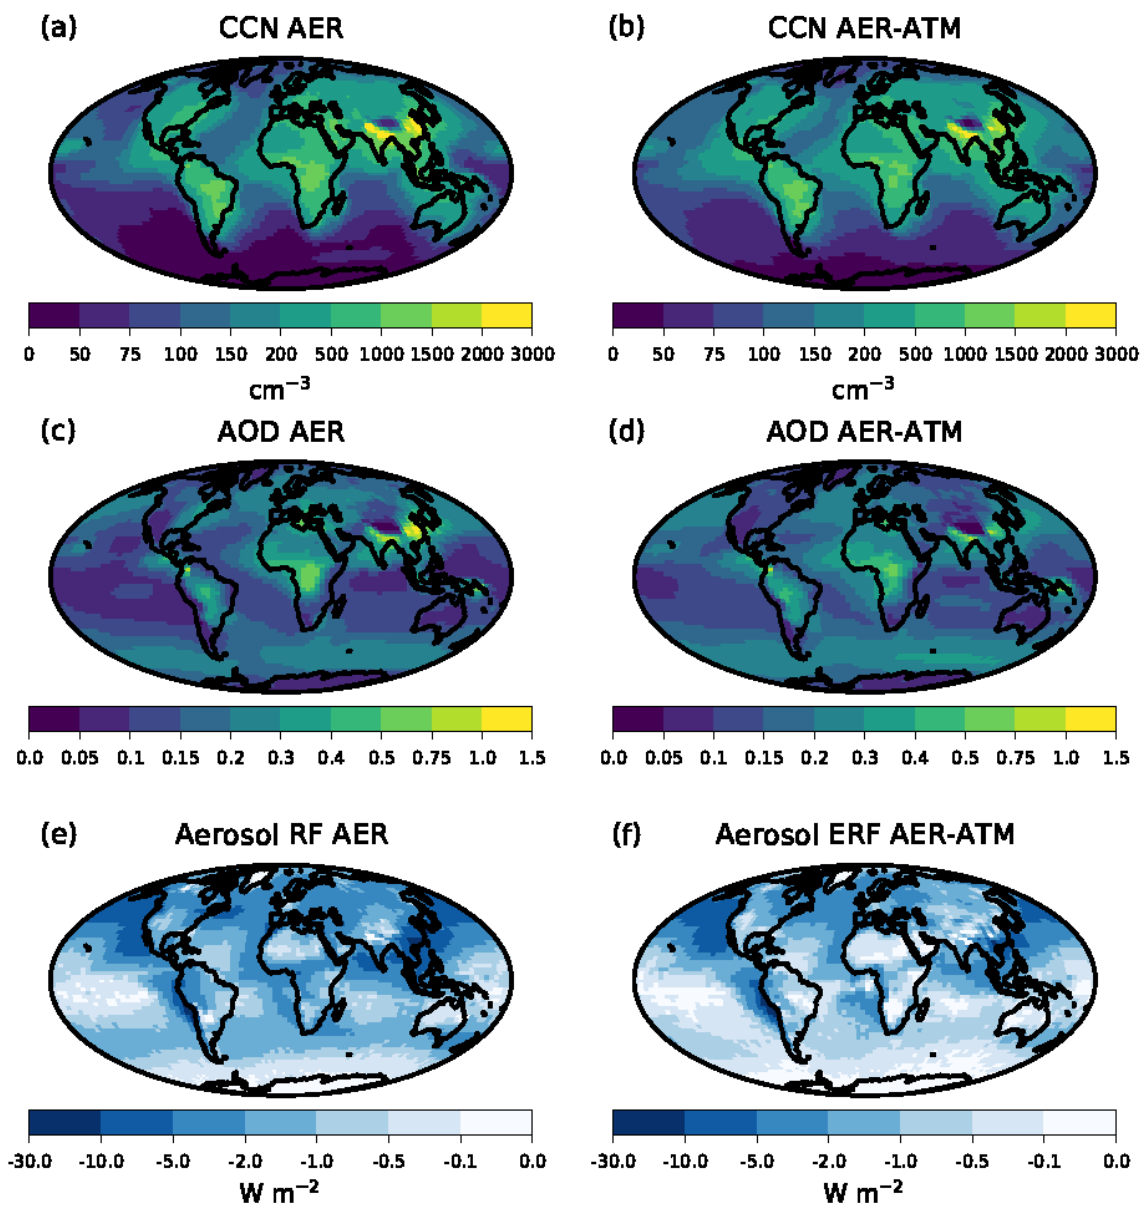 (a) CCN AER
(b) CCN AER-ATM
0 50 75 100 150 200 500 1000 1500 2000 3000
cm⁻³
0 50 75 100 150 200 500 1000 1500 2000 3000
cm⁻³
(c) AOD AER
(d) AOD AER-ATM
0.0 0.05 0.1 0.15 0.2 0.3 0.4 0.5 0.75 1.0 1.5
0.0 0.05 0.1 0.15 0.2 0.3 0.4 0.5 0.75 1.0 1.5
(e) Aerosol RF AER
(f) Aerosol ERF AER-ATM
-30.0 -10.0 -5.0 -2.0 -1.0 -0.5 -0.1 0.0
W m⁻²
-30.0 -10.0 -5.0 -2.0 -1.0 -0.5 -0.1 0.0
W m⁻²